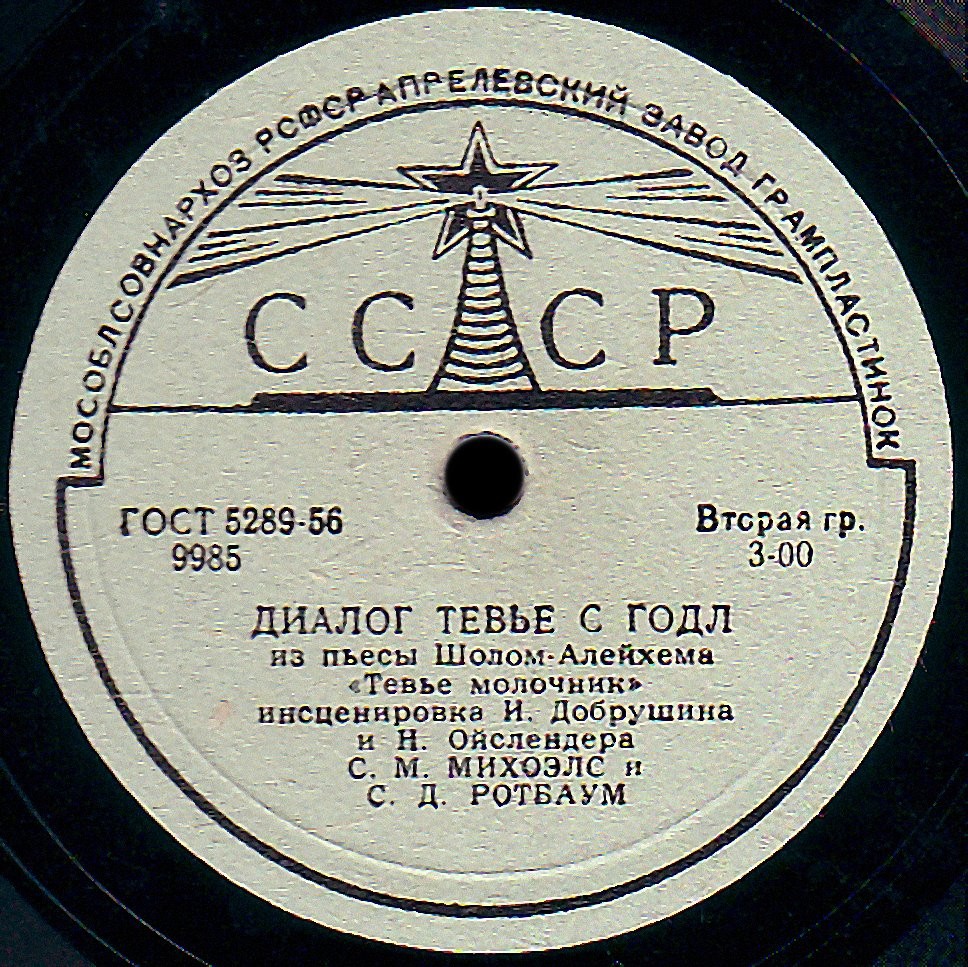 МОСОБЛСОВНАРХОЗ РСФСР-АПРЕЛЕВСКИЙ ЗАВОД ГРАМПЛАСТИНОК
СССР
ГОСТ 5289-56
9985
Вторая гр.
3-00
ДИАЛОГ ТЕВЬЕ С ГОДЛ
из пьесы Шолом-Алейхема
«Тевье молочник»
инсценировка И. Добрушина
и Н. Ойслендера
С. М. МИХОЭЛС и
С. Д. РОТБАУМ